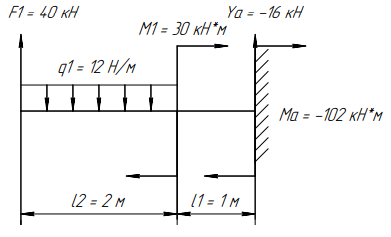 F1 = 40 кН
M1 = 30 кН*м
Ya = -16 кН
q1 = 12 Н/м
Ma = -102 кН*м
l2 = 2 м
l1 = 1 м